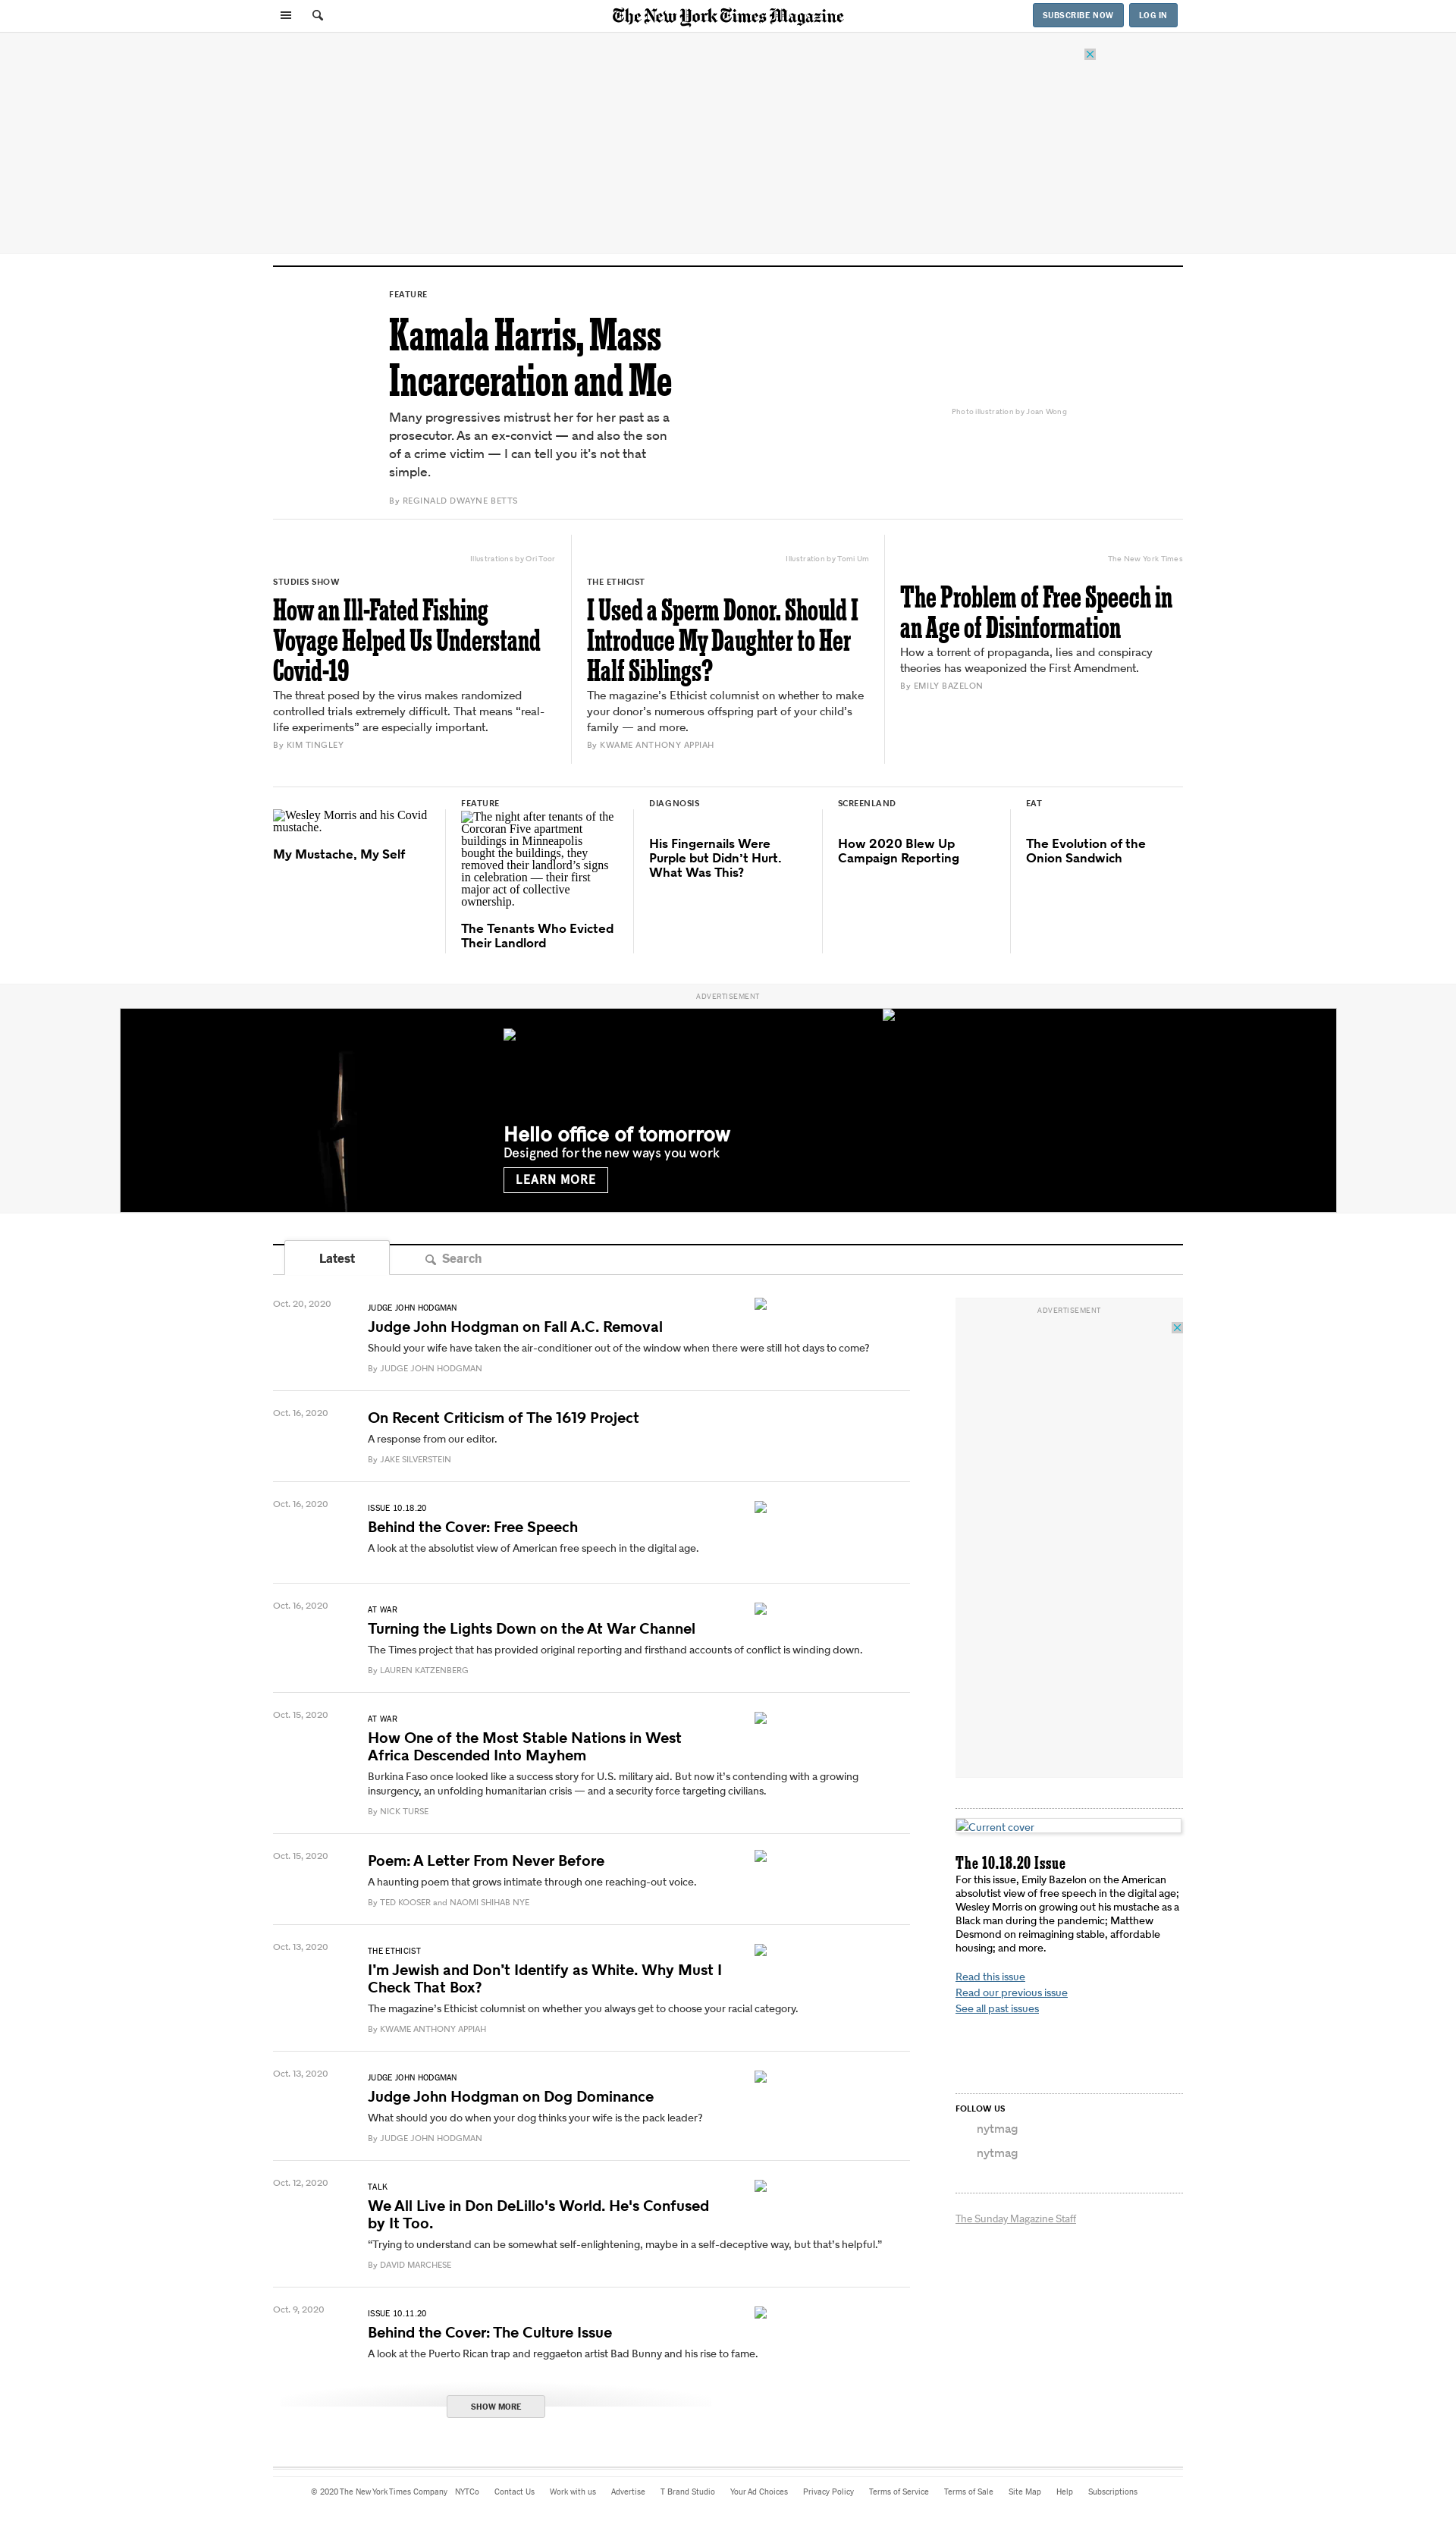 The New York Times Magazine
SUBSCRIBE NOW
LOG IN
FEATURE
Kamala Harris, Mass
Incarceration and Me
Many progressives mistrust her for her past as a
prosecutor. As an ex-convict — and also the son
of a crime victim — I can tell you it's not that
simple.
By REGINALD DWAYNE BETTS
Photo illustration by Joan Wong
Illustrations by Ori Toor
STUDIES SHOW
How an Ill-Fated Fishing
Voyage Helped Us Understand
Covid-19
The threat posed by the virus makes randomized
controlled trials extremely difficult. That means “real-
life experiments” are especially important.
By KIM TINGLEY
Illustration by Tomi Um
THE ETHICIST
I Used a Sperm Donor. Should I
Introduce My Daughter to Her
Half Siblings?
The magazine’s Ethicist columnist on whether to make
your donor’s numerous offspring part of your child’s
family — and more.
By KWAME ANTHONY APPIAH
The New York Times
The Problem of Free Speech in
an Age of Disinformation
How a torrent of propaganda, lies and conspiracy
theories has weaponized the First Amendment.
By EMILY BAZELON
Wesley Morris and his Covid
mustache.
My Mustache, My Self
FEATURE
The night after tenants of the
Corcoran Five apartment
buildings in Minneapolis
bought the buildings, they
removed their landlord’s signs
in celebration — their first
major act of collective
ownership.
The Tenants Who Evicted
Their Landlord
DIAGNOSIS
His Fingernails Were
Purple but Didn’t Hurt.
What Was This?
SCREENLAND
How 2020 Blew Up
Campaign Reporting
EAT
The Evolution of the
Onion Sandwich
ADVERTISEMENT
Hello office of tomorrow
Designed for the new ways you work
LEARN MORE
Latest
Search
Oct. 20, 2020
JUDGE JOHN HODGMAN
Judge John Hodgman on Fall A.C. Removal
Should your wife have taken the air-conditioner out of the window when there were still hot days to come?
By JUDGE JOHN HODGMAN
Oct. 16, 2020
On Recent Criticism of The 1619 Project
A response from our editor.
By JAKE SILVERSTEIN
Oct. 16, 2020
ISSUE 10.18.20
Behind the Cover: Free Speech
A look at the absolutist view of American free speech in the digital age.
Oct. 16, 2020
AT WAR
Turning the Lights Down on the At War Channel
The Times project that has provided original reporting and firsthand accounts of conflict is winding down.
By LAUREN KATZENBERG
Oct. 15, 2020
AT WAR
How One of the Most Stable Nations in West
Africa Descended Into Mayhem
Burkina Faso once looked like a success story for U.S. military aid. But now it’s contending with a growing
insurgency, an unfolding humanitarian crisis — and a security force targeting civilians.
By NICK TURSE
Oct. 15, 2020
Poem: A Letter From Never Before
A haunting poem that grows intimate through one reaching-out voice.
By TED KOOSER and NAOMI SHIHAB NYE
Oct. 13, 2020
THE ETHICIST
I’m Jewish and Don’t Identify as White. Why Must I
Check That Box?
The magazine’s Ethicist columnist on whether you always get to choose your racial category.
By KWAME ANTHONY APPIAH
Oct. 13, 2020
JUDGE JOHN HODGMAN
Judge John Hodgman on Dog Dominance
What should you do when your dog thinks your wife is the pack leader?
By JUDGE JOHN HODGMAN
Oct. 12, 2020
TALK
We All Live in Don DeLillo's World. He's Confused
by It Too.
“Trying to understand can be somewhat self-enlightening, maybe in a self-deceptive way, but that’s helpful.”
By DAVID MARCHESE
Oct. 9, 2020
ISSUE 10.11.20
Behind the Cover: The Culture Issue
A look at the Puerto Rican trap and reggaeton artist Bad Bunny and his rise to fame.
SHOW MORE
ADVERTISEMENT
Current cover
The 10.18.20 Issue
For this issue, Emily Bazelon on the American
absolutist view of free speech in the digital age;
Wesley Morris on growing out his mustache as a
Black man during the pandemic; Matthew
Desmond on reimagining stable, affordable
housing; and more.
Read this issue
Read our previous issue
See all past issues
FOLLOW US
nytmag
nytmag
The Sunday Magazine Staff
© 2020 The New York Times Company NYTCo Contact Us Work with us Advertise T Brand Studio Your Ad Choices Privacy Policy Terms of Service Terms of Sale Site Map Help Subscriptions